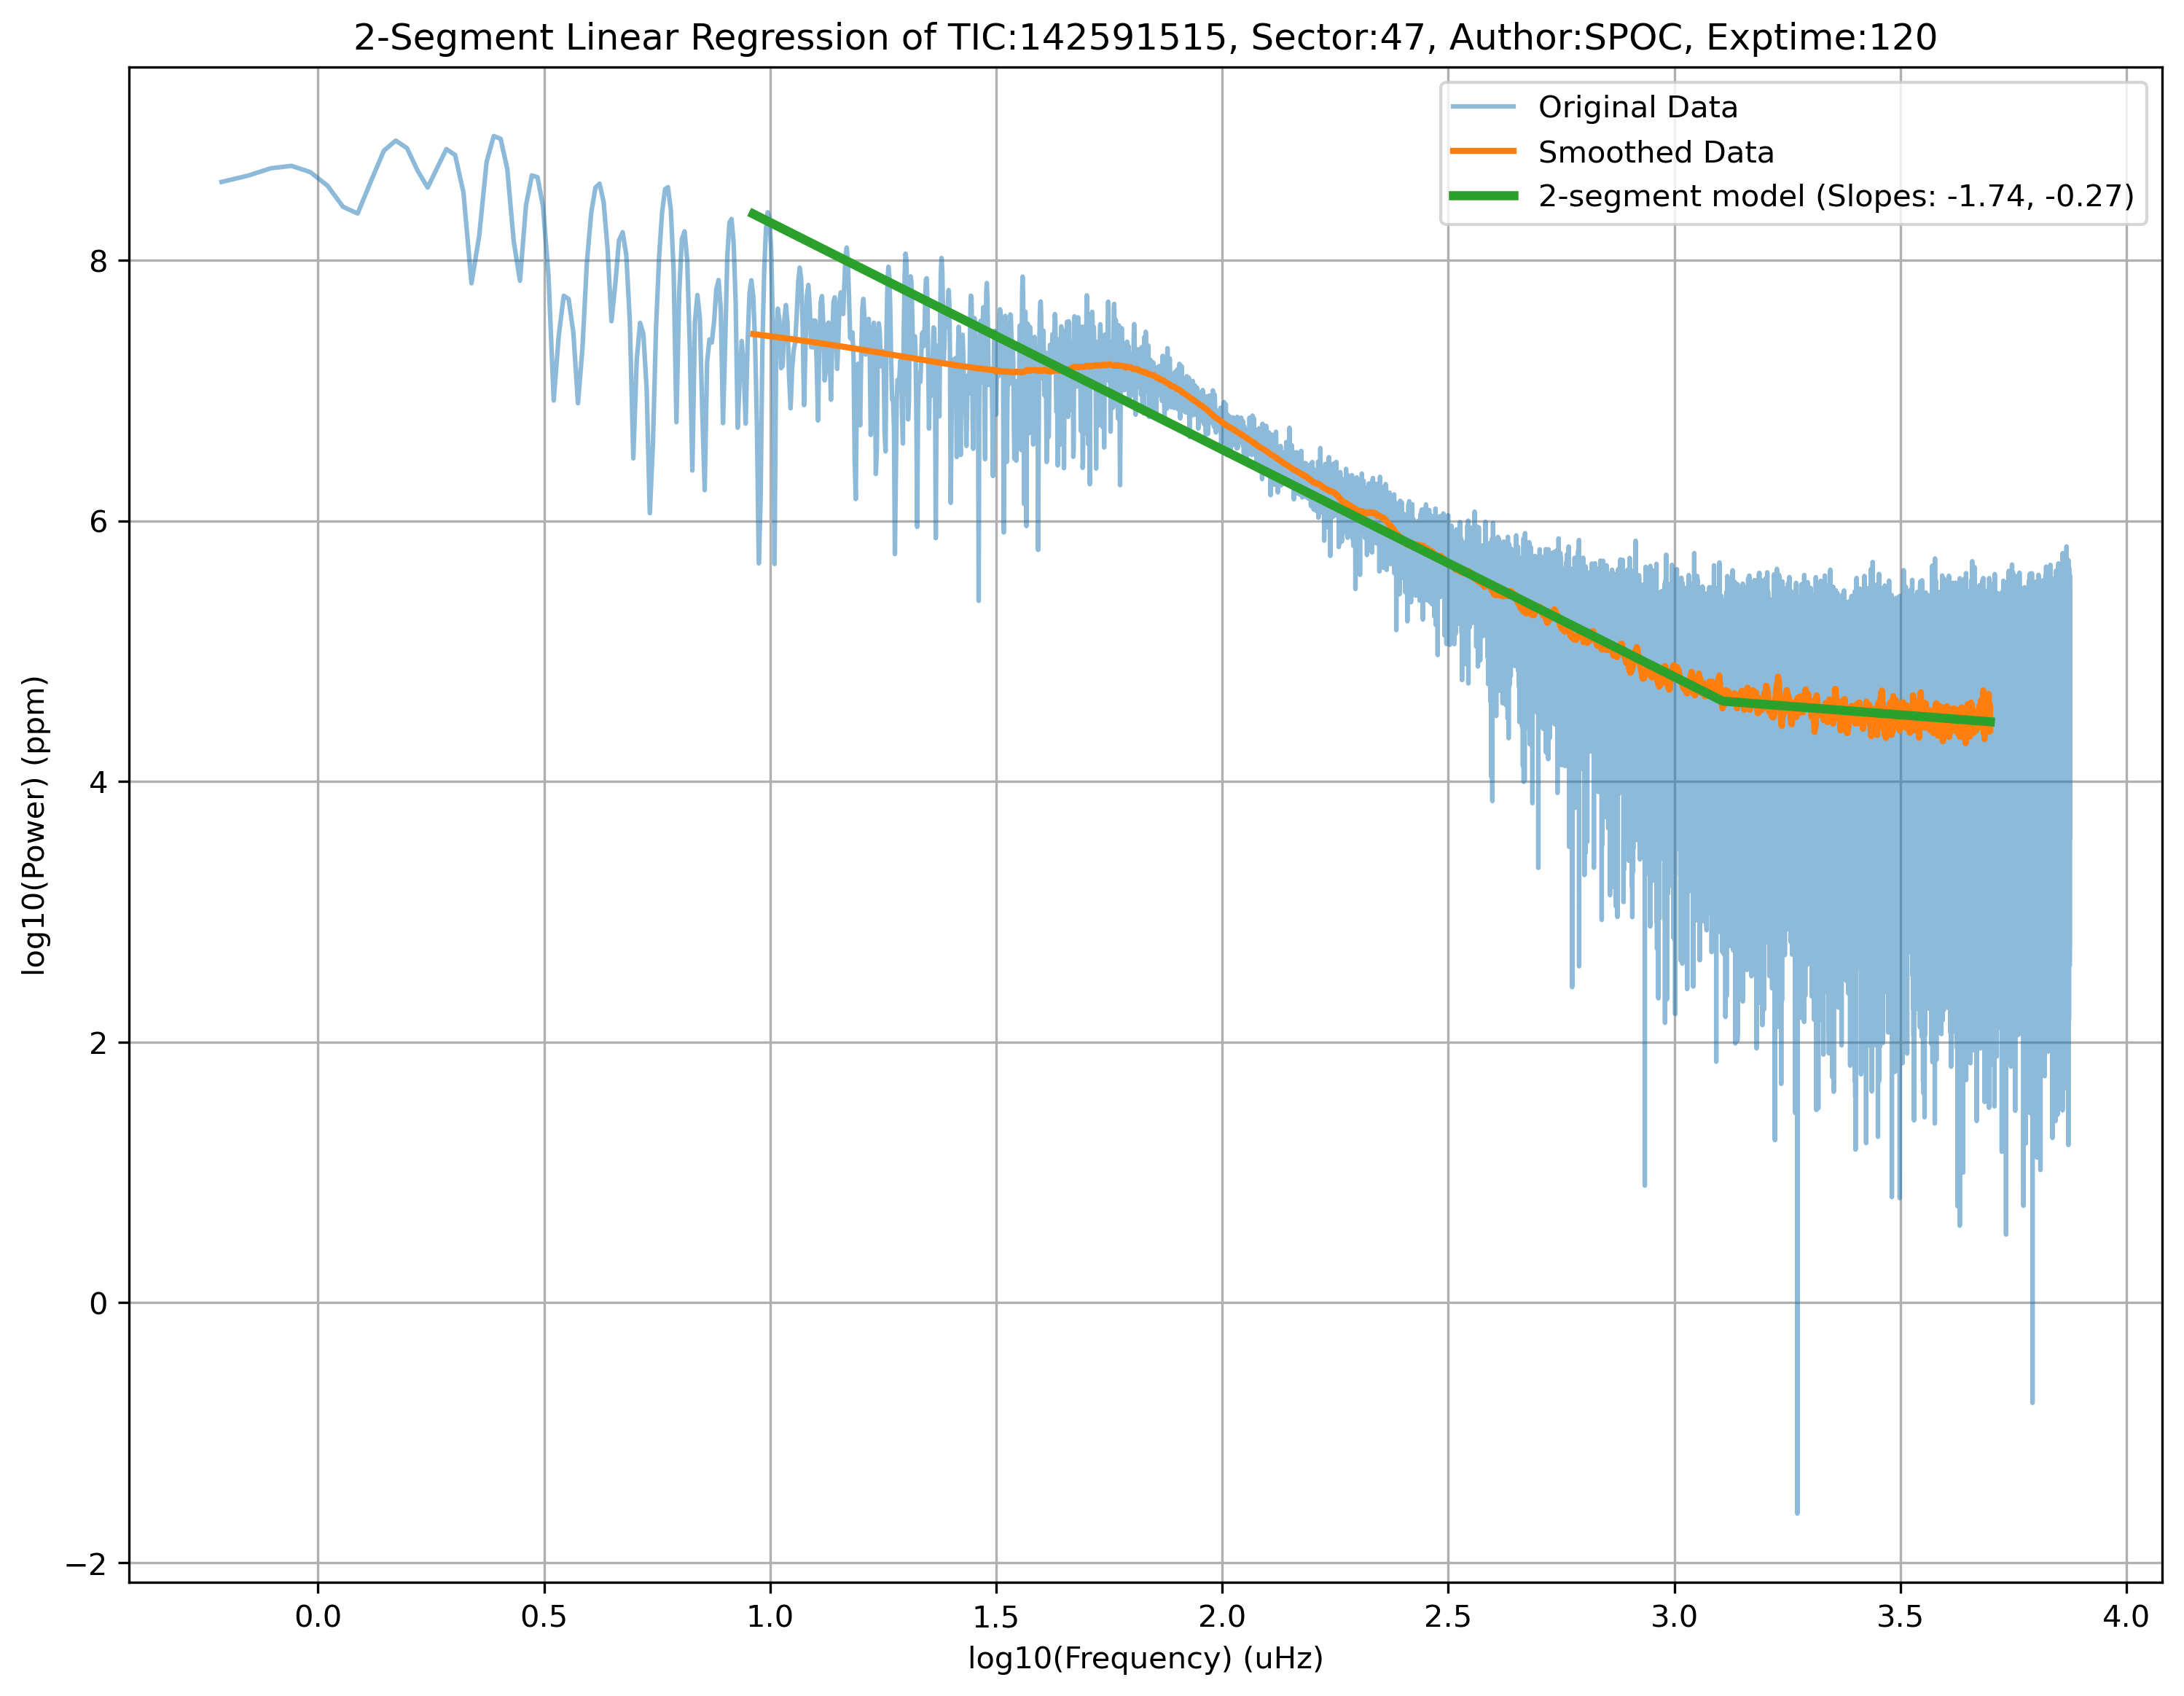 2-Segment Linear Regression of TIC:142591515, Sector:47, Author:SPOC, Exptime:120
Original Data
Smoothed Data
2-segment model (Slopes: -1.74, -0.27)
log10(Power) (ppm)
8
6
4
2
0
−2
0.0 0.5 1.0 1.5 2.0 2.5 3.0 3.5 4.0
log10(Frequency) (uHz)